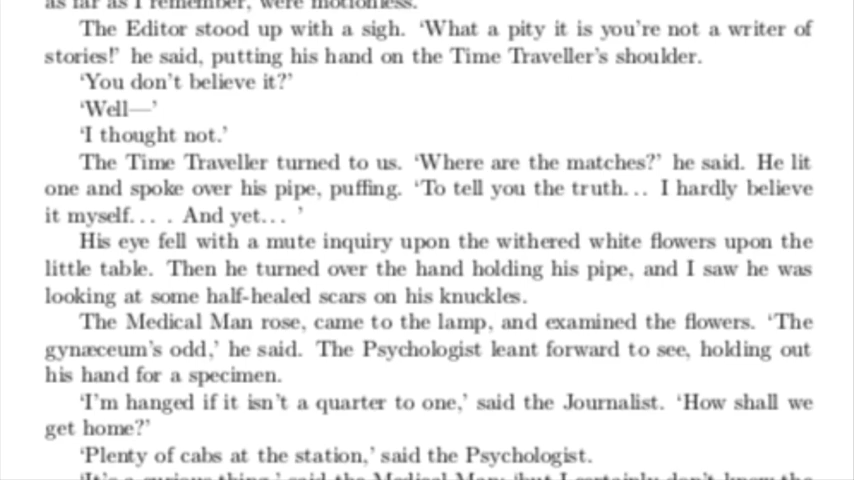 as far as I remember, were motionless.
The Editor stood up with a sigh. ‘What a pity it is you’re not a writer of
stories!’ he said, putting his hand on the Time Traveller’s shoulder.
‘You don’t believe it?’
‘Well—’
‘I thought not.’
The Time Traveller turned to us. ‘Where are the matches?’ he said. He lit
one and spoke over his pipe, puffing. ‘To tell you the truth... I hardly believe
it myself... . And yet... ’
His eye fell with a mute inquiry upon the withered white flowers upon the
little table. Then he turned over the hand holding his pipe, and I saw he was
looking at some half-healed scars on his knuckles.
The Medical Man rose, came to the lamp, and examined the flowers. ‘The
gynæceum’s odd,’ he said. The Psychologist leant forward to see, holding out
his hand for a specimen.
‘I’m hanged if it isn’t a quarter to one,’ said the Journalist. ‘How shall we
get home?’
‘Plenty of cabs at the station,’ said the Psychologist.
‘It’s a curious thing,’ said the Medical Man; ‘but I certainly don’t know the